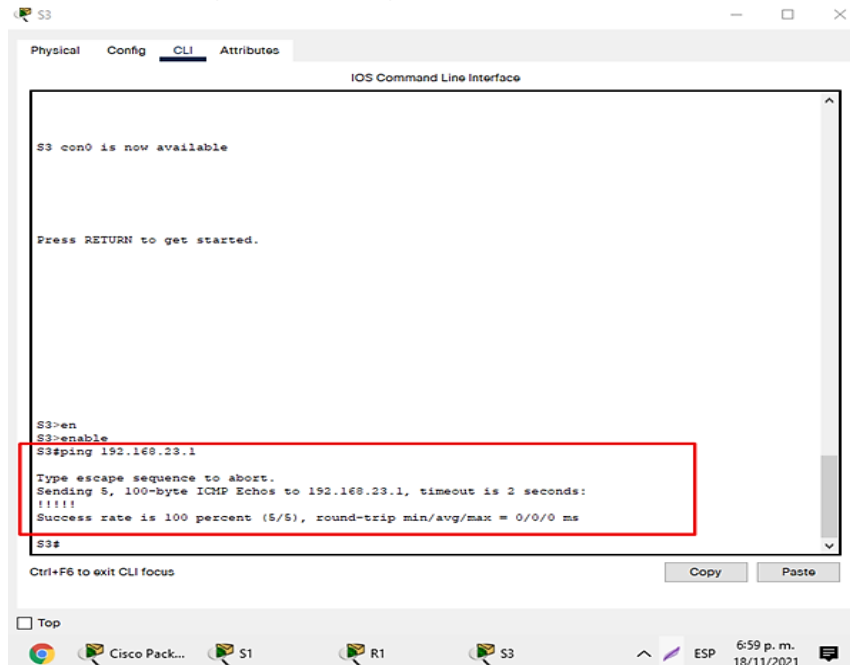 S3
Physical Config CLI Attributes
IOS Command Line Interface
S3 con0 is now available
Press RETURN to get started.
S3>en
S3>enable
S3#ping 192.168.23.1
Type escape sequence to abort.
Sending 5, 100-byte ICMP Echos to 192.168.23.1, timeout is 2 seconds:
!!!!!
Success rate is 100 percent (5/5), round-trip min/avg/max = 0/0/0 ms
S3#
Ctrl+F6 to exit CLI focus
Copy Paste
Top
Cisco Pack... S1 R1 S3 ESP 6:59 p. m.
18/11/2021